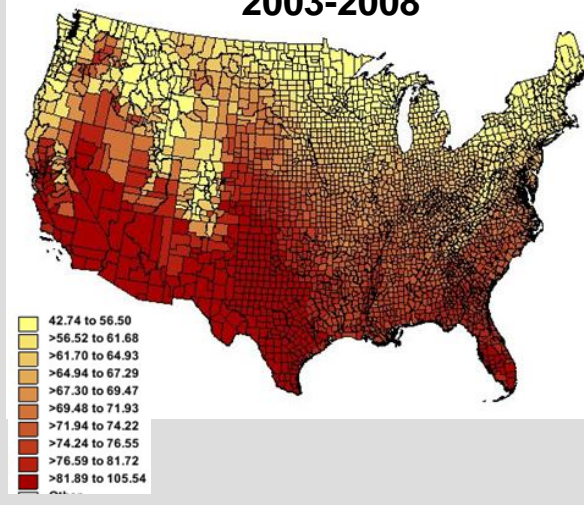 2003-2008
42.74 to 56.50
>56.52 to 61.68
>61.70 to 64.93
>64.94 to 67.29
>67.30 to 69.47
>69.48 to 71.93
>71.94 to 74.22
>74.24 to 76.55
>76.59 to 81.72
>81.89 to 105.54